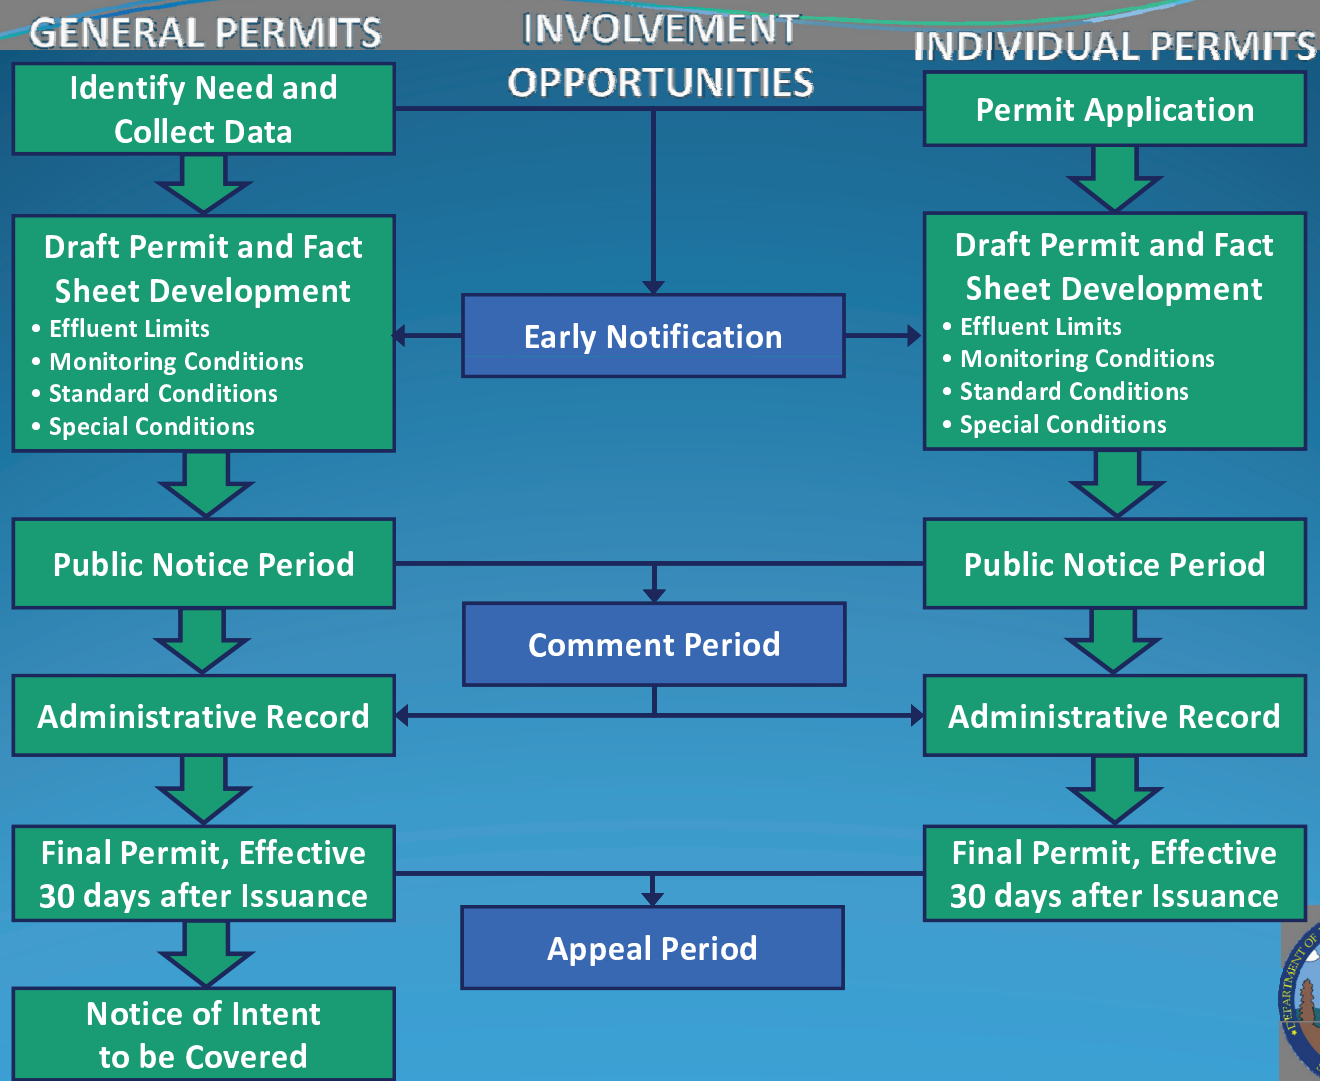 GENERAL PERMITS
Identify Need and
Collect Data
Draft Permit and Fact
Sheet Development
• Effluent Limits
• Monitoring Conditions
• Standard Conditions
• Special Conditions
Public Notice Period
Administrative Record
Final Permit, Effective
30 days after Issuance
Notice of Intent
to be Covered
INVOLVEMENT
OPPORTUNITIES
Early Notification
Comment Period
Appeal Period
INDIVIDUAL PERMITS
Permit Application
Draft Permit and Fact
Sheet Development
• Effluent Limits
• Monitoring Conditions
• Standard Conditions
• Special Conditions
Public Notice Period
Administrative Record
Final Permit, Effective
30 days after Issuance
DEPARTMENT OF